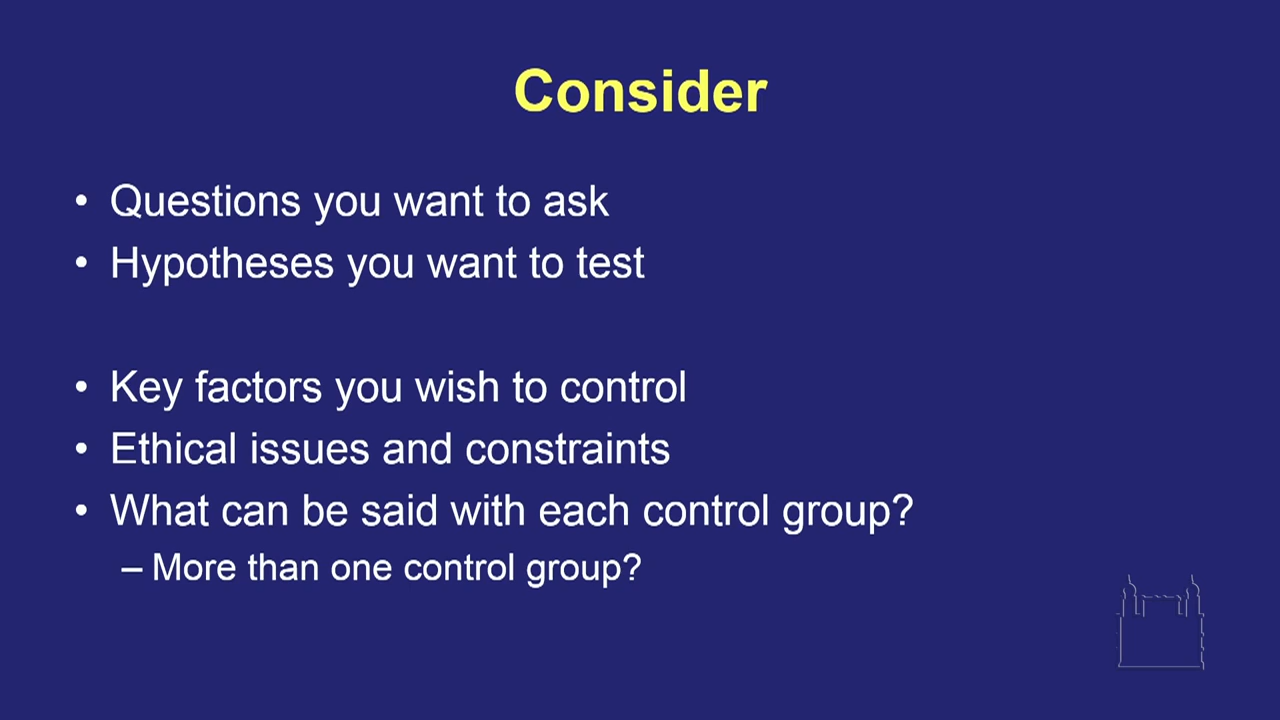 Consider
• Questions you want to ask
• Hypotheses you want to test
• Key factors you wish to control
• Ethical issues and constraints
• What can be said with each control group?
– More than one control group?